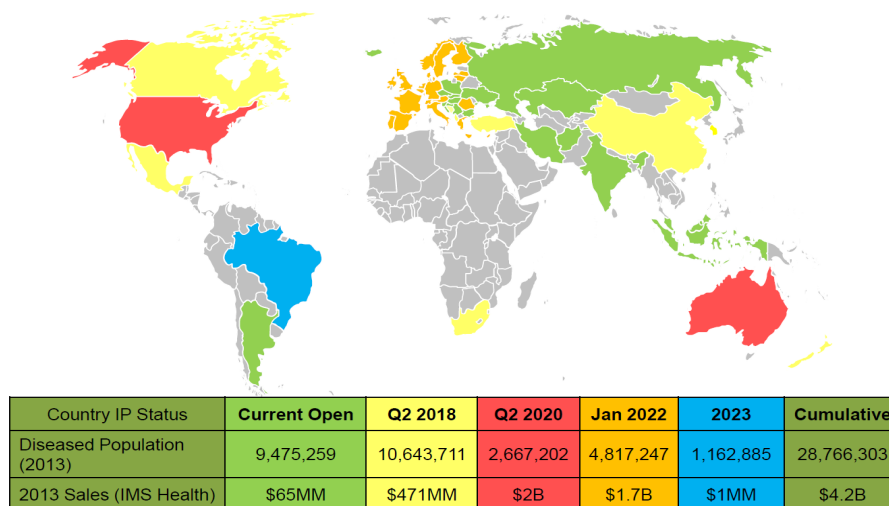 Country IP Status Current Open Q2 2018 Q2 2020 Jan 2022 2023 Cumulative
Diseased Population (2013) 9,475,259 10,643,711 2,667,202 4,817,247 1,162,885 28,766,303
2013 Sales (IMS Health) $65MM $471MM $2B $1.7B $1MM $4.2B